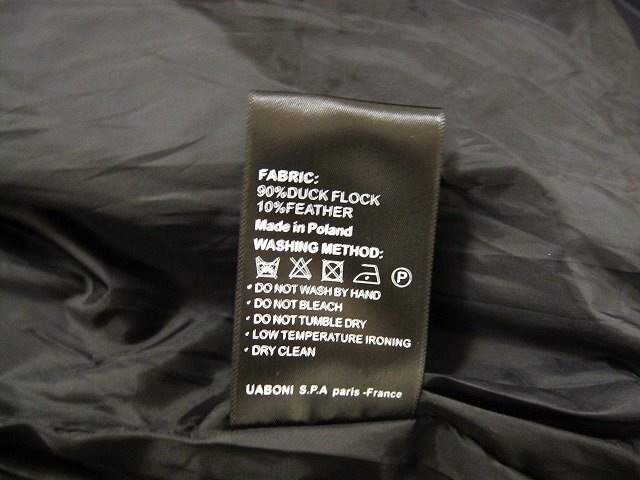 FABRIC:
90%DUCK FLOCK
10%FEATHER
Made in Poland
WASHING METHOD:
P
• DO NOT WASH BY HAND
• DO NOT BLEACH
• DO NOT TUMBLE DRY
• LOW TEMPERATURE IRONING
• DRY CLEAN
UABONI S.P.A paris -France